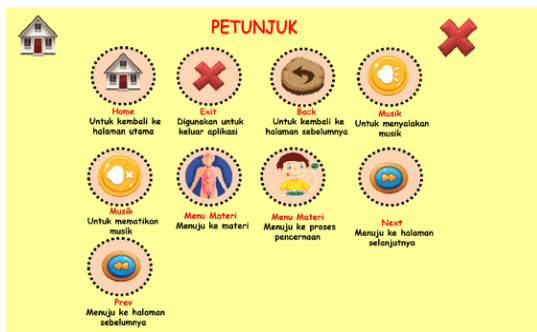 PETUNJUK
Home
Untuk kembali ke
halaman utama
Exit
Digunakan untuk
keluar aplikasi
Back
Untuk kembali ke
halaman sebelumnya
Musik
Untuk menyalakan
musik
Musik
Untuk mematikan
musik
Menu Materi
Menuju ke materi
Menu Materi
Menuju ke proses
pencernaan
Next
Menuju ke halaman
selanjutnya
Prev
Menuju ke halaman
sebelumnya